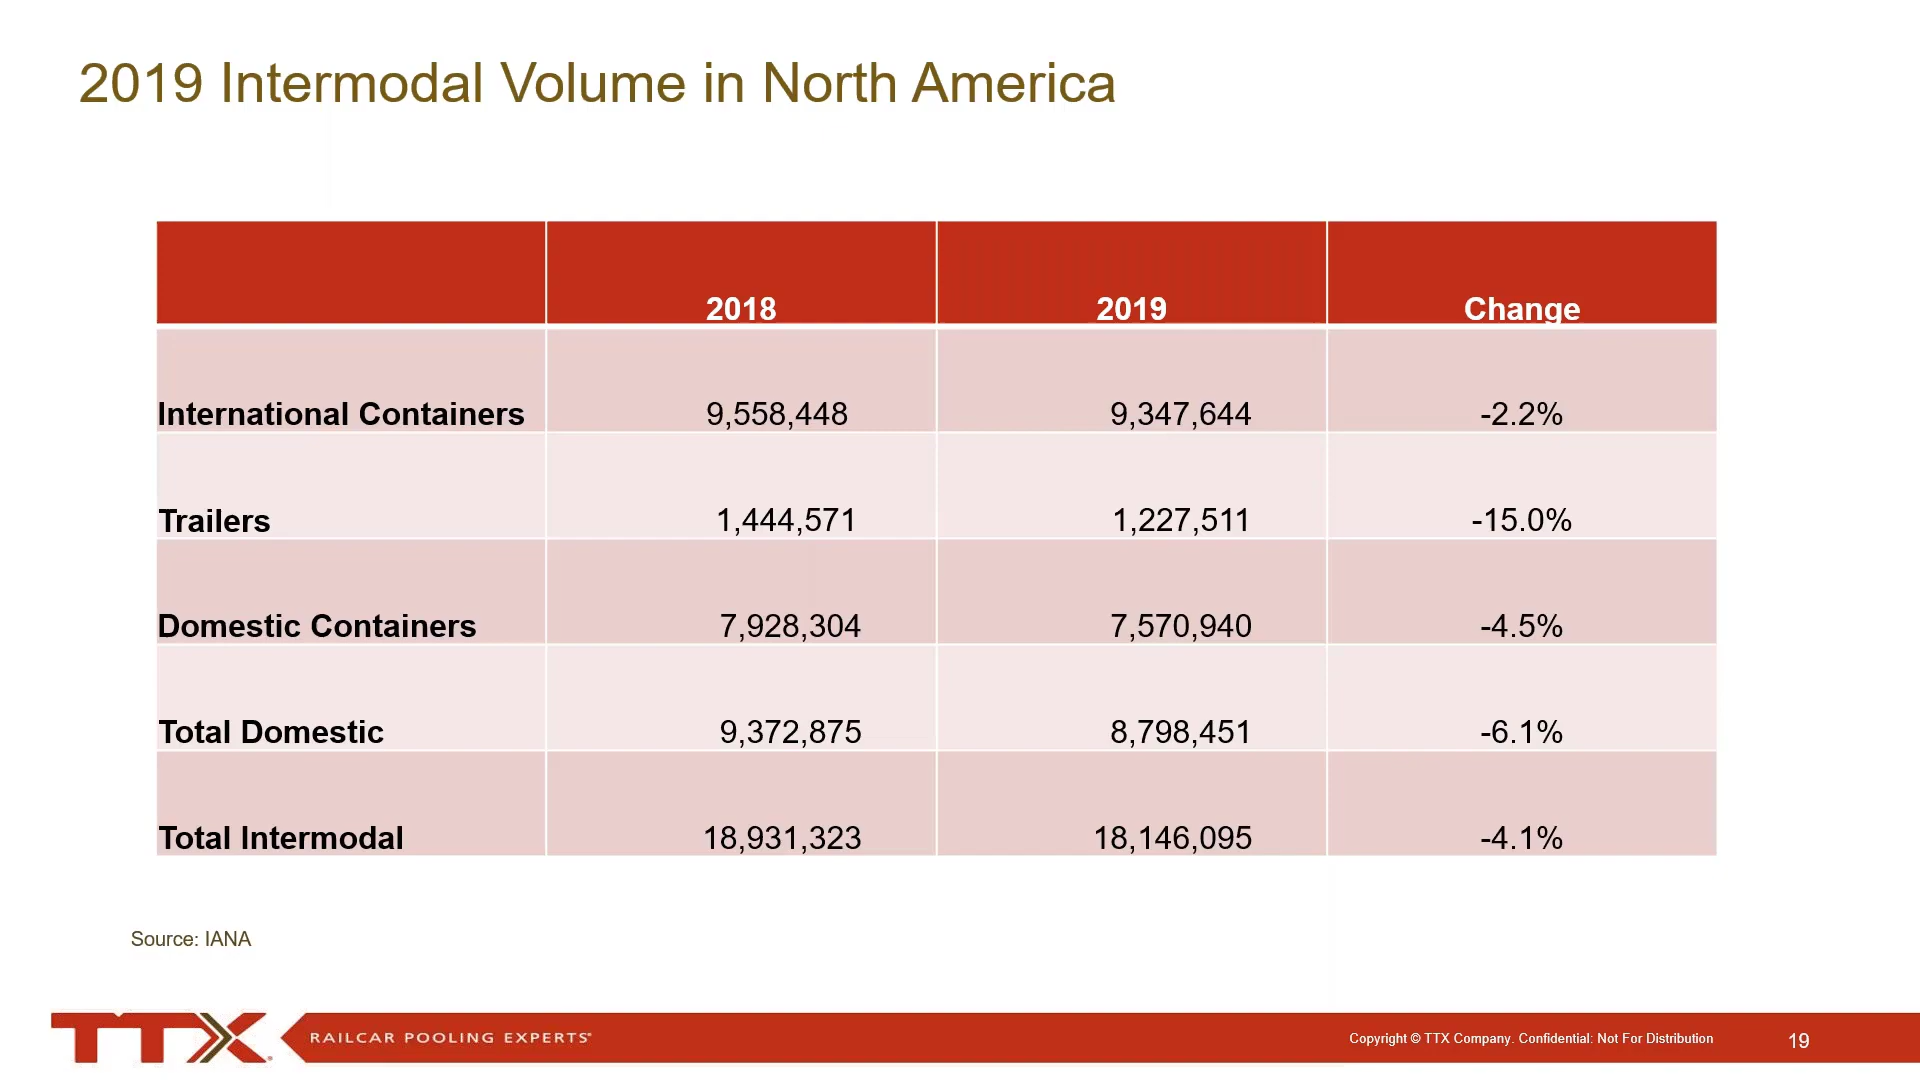 2019 Intermodal Volume in North America
2018 2019 Change
International Containers 9,558,448 9,347,644 -2.2%
Trailers 1,444,571 1,227,511 -15.0%
Domestic Containers 7,928,304 7,570,940 -4.5%
Total Domestic 9,372,875 8,798,451 -6.1%
Total Intermodal 18,931,323 18,146,095 -4.1%
Source: IANA
TTX RAILCAR POOLING EXPERTS®
Copyright © TTX Company. Confidential: Not For Distribution 19